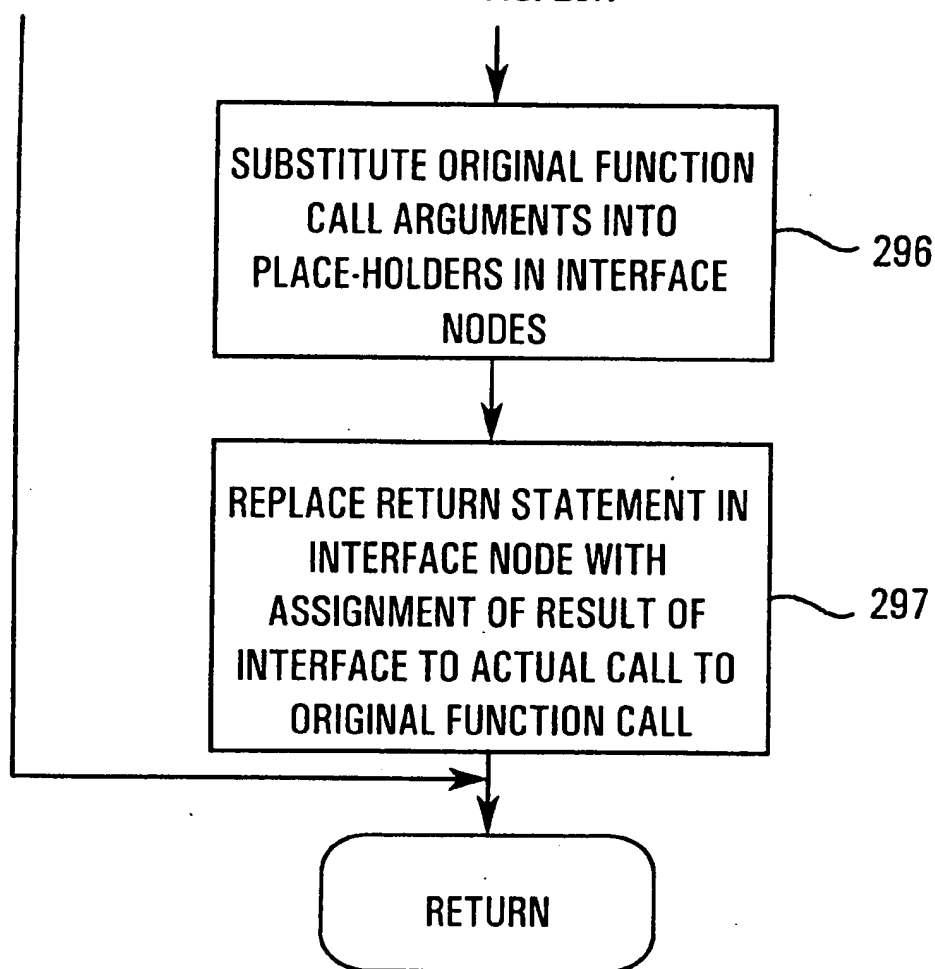 SUBSTITUTE ORIGINAL FUNCTION
CALL ARGUMENTS INTO
PLACE-HOLDERS IN INTERFACE
NODES
296
REPLACE RETURN STATEMENT IN
INTERFACE NODE WITH
ASSIGNMENT OF RESULT OF
INTERFACE TO ACTUAL CALL TO
ORIGINAL FUNCTION CALL
297
RETURN